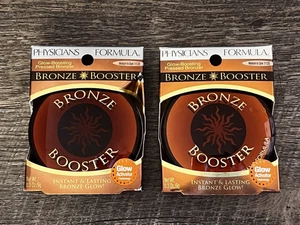 PHYSICIANS FORMULA
Glow-Boosting
Pressed Bronzer
BRONZE BOOSTER
BRONZE
BOOSTER
Glow
Activator
INSTANT & LASTING
BRONZE GLOW!
PHYSICIANS FORMULA
Glow-Boosting
Pressed Bronzer
BRONZE BOOSTER
BRONZE
BOOSTER
Glow
Activator
INSTANT & LASTING
BRONZE GLOW!